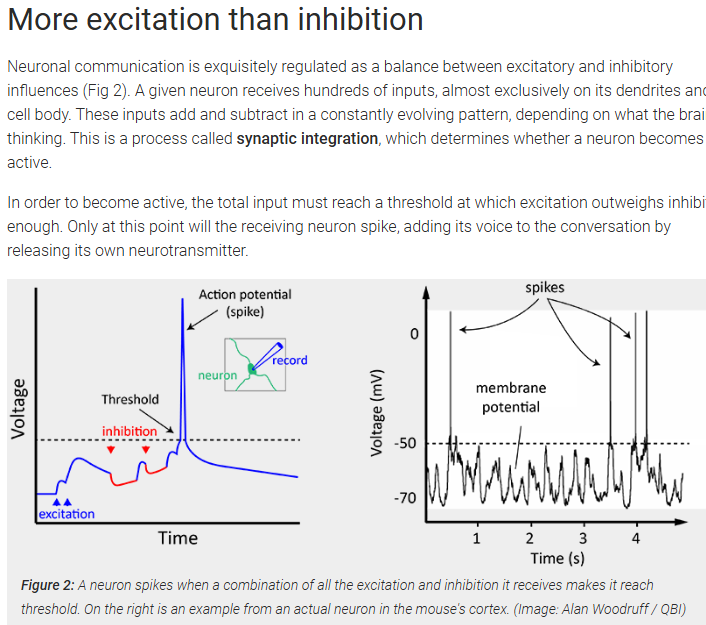 More excitation than inhibition
Neuronal communication is exquisitely regulated as a balance between excitatory and inhibitory
influences (Fig 2). A given neuron receives hundreds of inputs, almost exclusively on its dendrites and
cell body. These inputs add and subtract in a constantly evolving pattern, depending on what the brai
thinking. This is a process called synaptic integration, which determines whether a neuron becomes
active.
In order to become active, the total input must reach a threshold at which excitation outweighs inhibi
enough. Only at this point will the receiving neuron spike, adding its voice to the conversation by
releasing its own neurotransmitter.
Voltage
Action potential
(spike)
record
neuron
Threshold
inhibition
excitation
Time
spikes
Voltage (mV)
0
membrane
potential
-50
-70
1 2 3 4
Time (s)
Figure 2: A neuron spikes when a combination of all the excitation and inhibition it receives makes it reach
threshold. On the right is an example from an actual neuron in the mouse's cortex. (Image: Alan Woodruff / QBI)